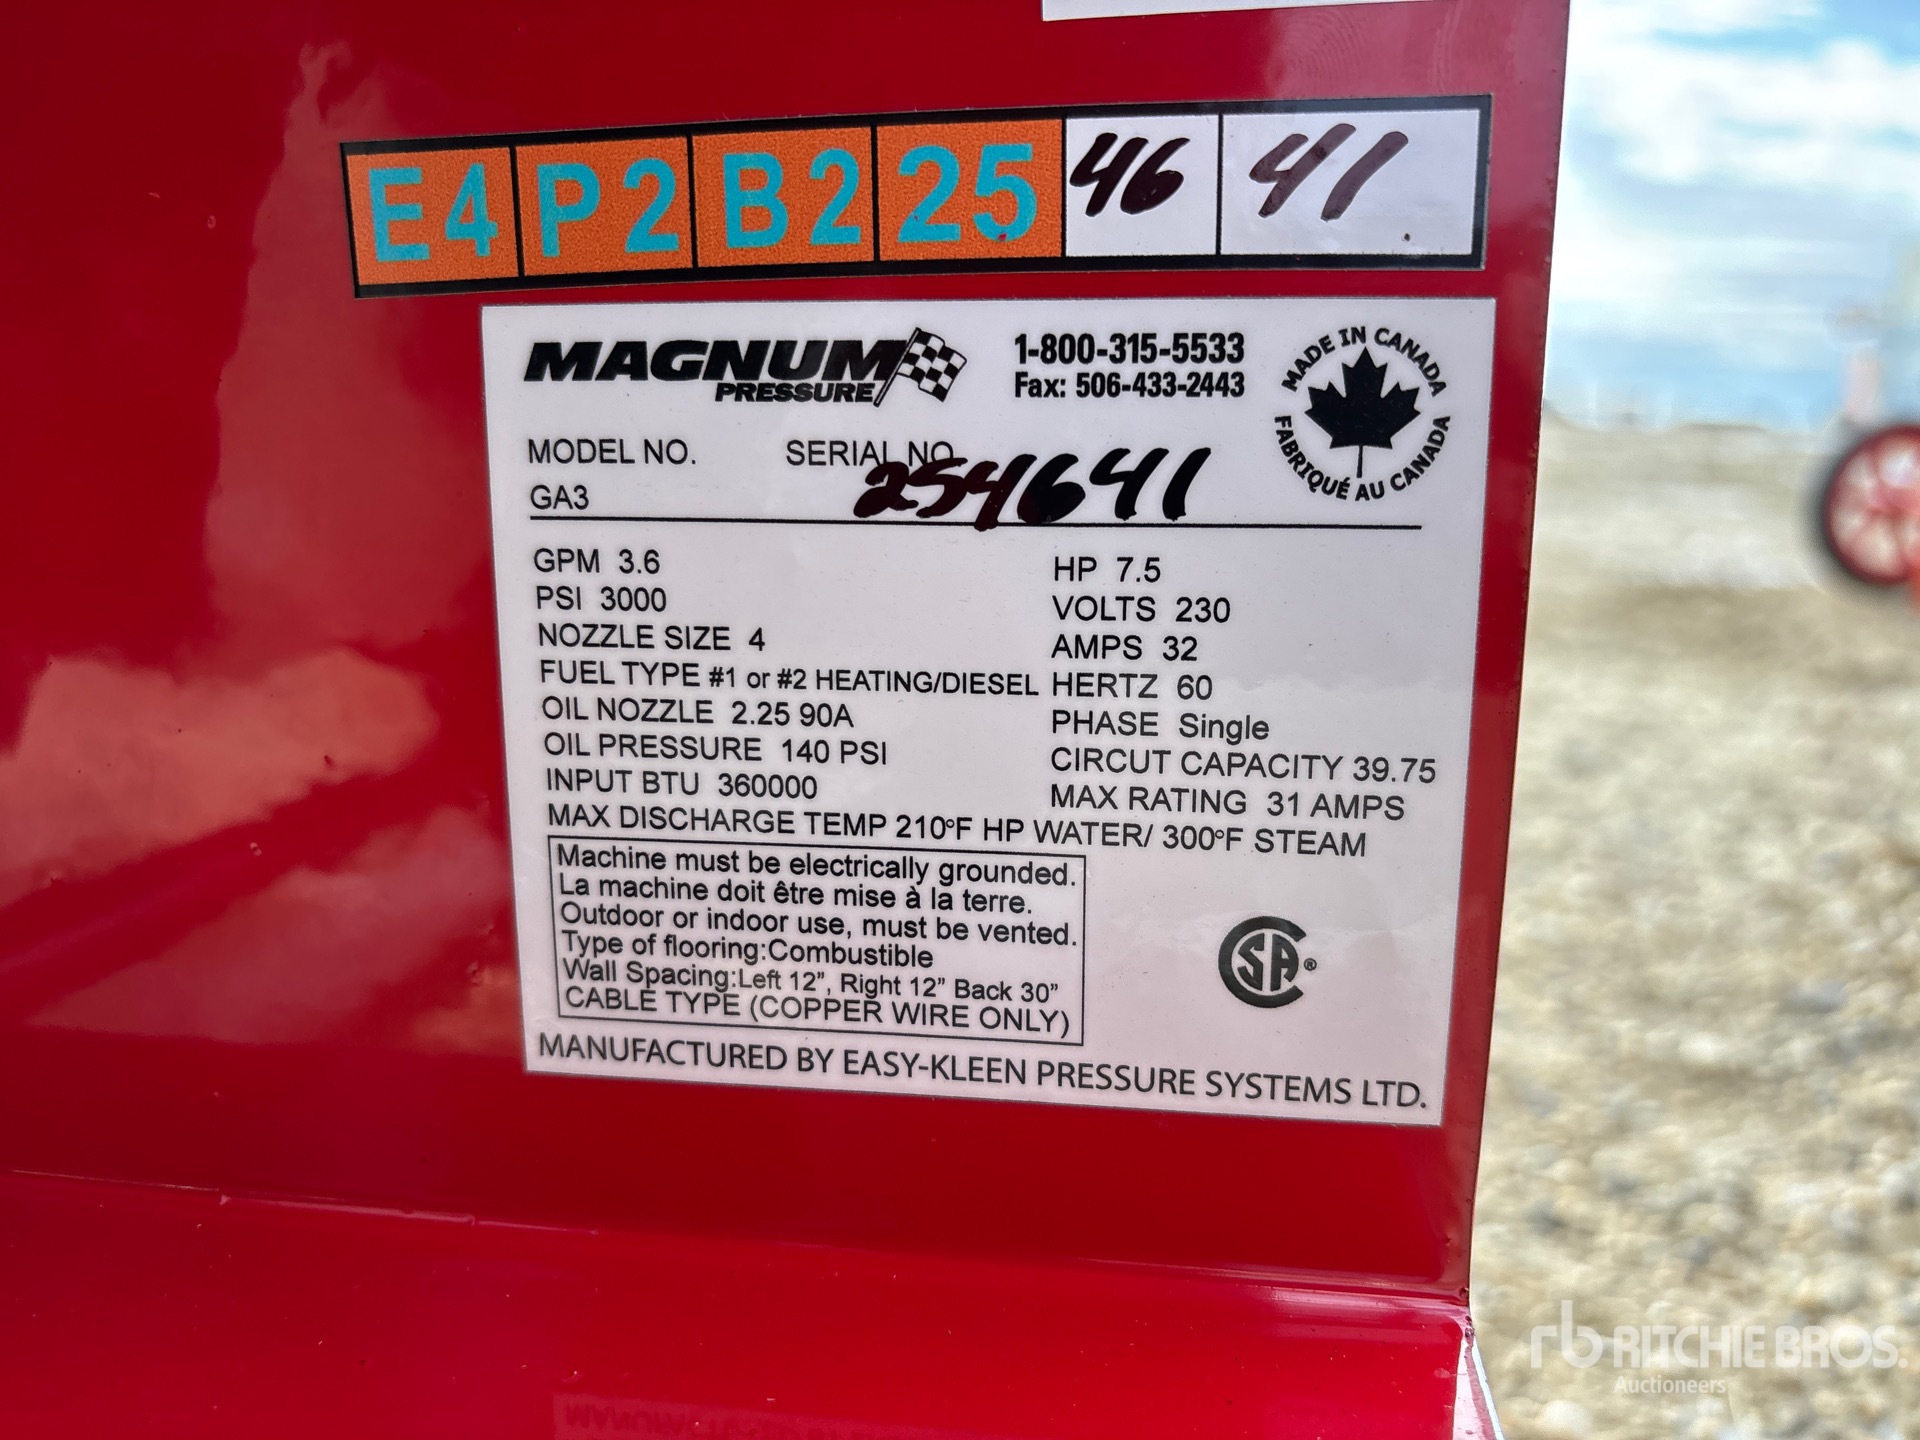 E4 P2 B2 25 46 41
MAGNUM
PRESSURE
1-800-315-5533
Fax: 506-433-2443
MADE IN CANADA
FABRIQUÉ AU CANADA
MODEL NO. SERIAL NO.
GA3 254641
GPM 3.6
PSI 3000
NOZZLE SIZE 4
FUEL TYPE #1 or #2 HEATING/DIESEL
OIL NOZZLE 2.25 90A
OIL PRESSURE 140 PSI
INPUT BTU 360000
HP 7.5
VOLTS 230
AMPS 32
HERTZ 60
PHASE Single
CIRCUT CAPACITY 39.75
MAX RATING 31 AMPS
MAX DISCHARGE TEMP 210°F HP WATER/ 300°F STEAM
Machine must be electrically grounded.
La machine doit être mise à la terre.
Outdoor or indoor use, must be vented.
Type of flooring:Combustible
Wall Spacing:Left 12”, Right 12” Back 30”
CABLE TYPE (COPPER WIRE ONLY)
CSA®
MANUFACTURED BY EASY-KLEEN PRESSURE SYSTEMS LTD.
rb RITCHIE BROS.
Auctioneers